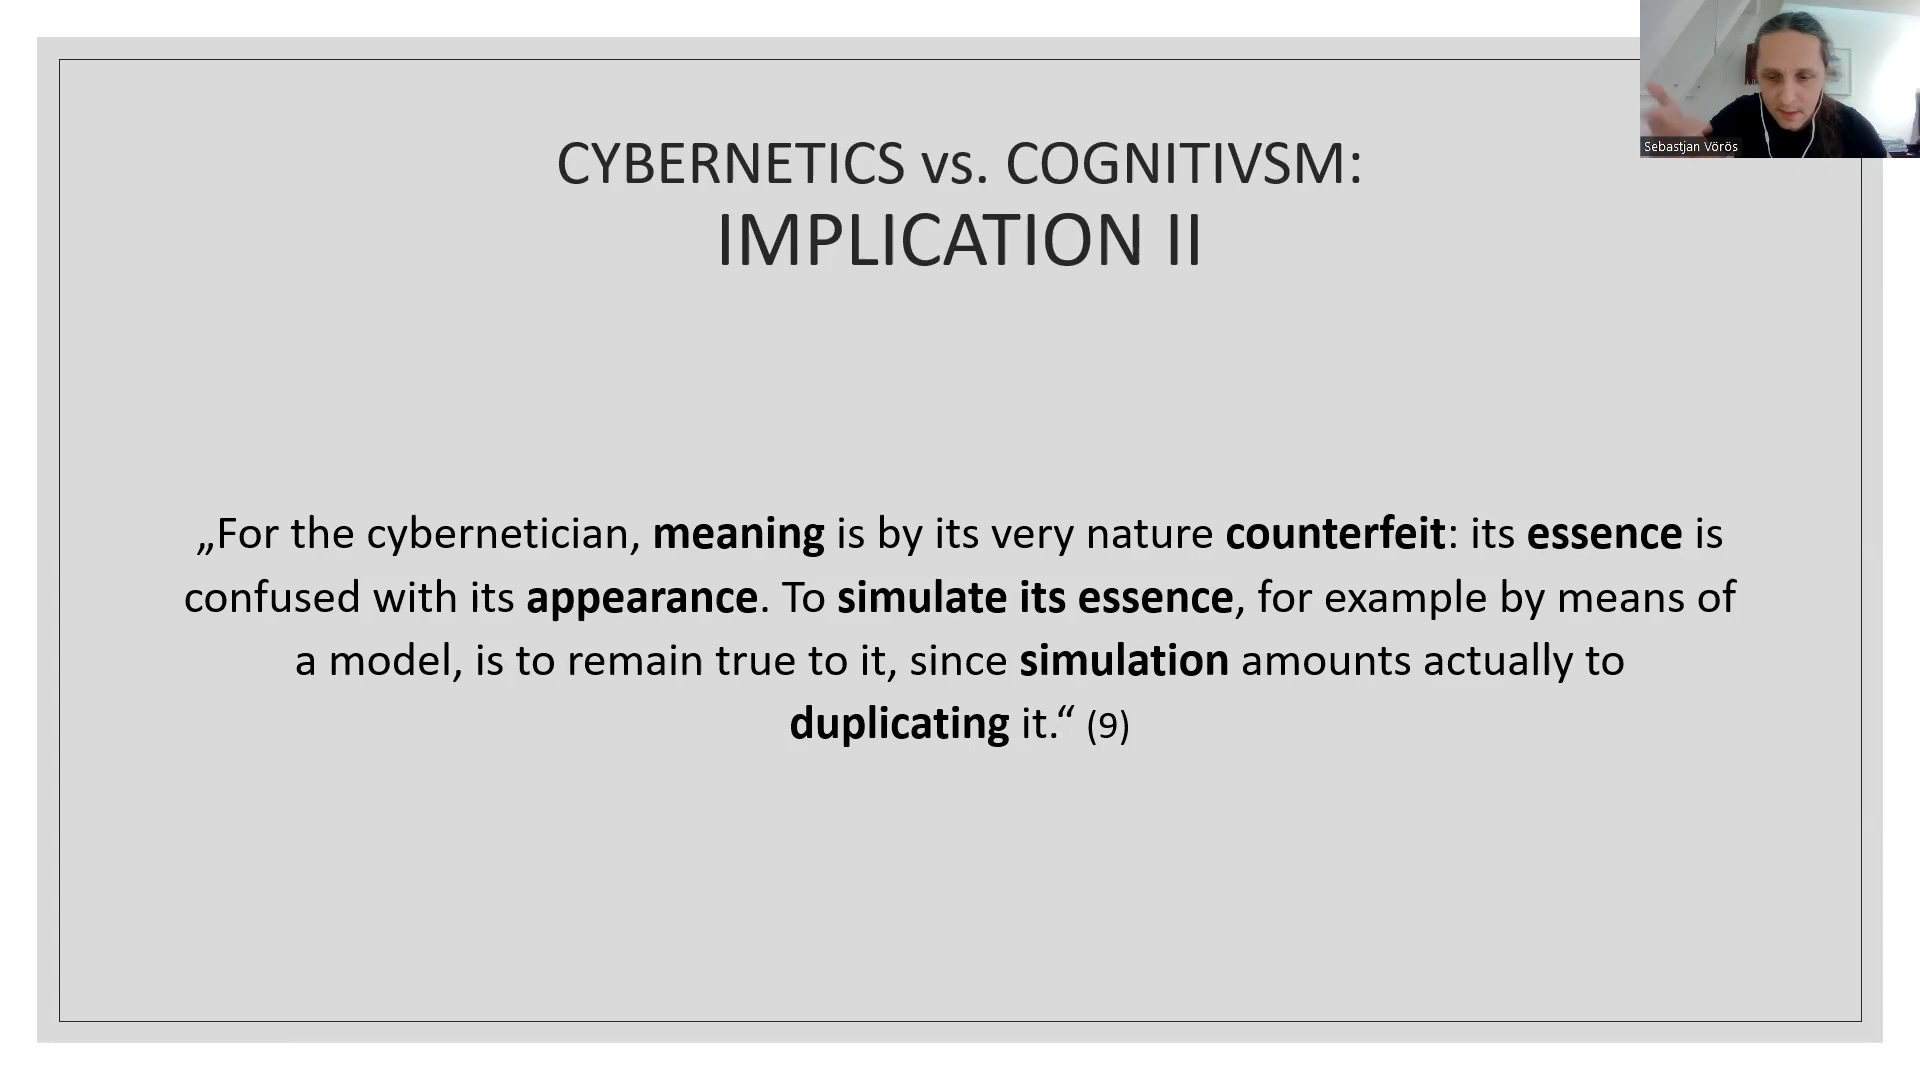 Sebastjan Vörös
CYBERNETICS vs. COGNITIVSM:
IMPLICATION II
„For the cybernetician, meaning is by its very nature counterfeit: its essence is
confused with its appearance. To simulate its essence, for example by means of
a model, is to remain true to it, since simulation amounts actually to
duplicating it.“ (9)